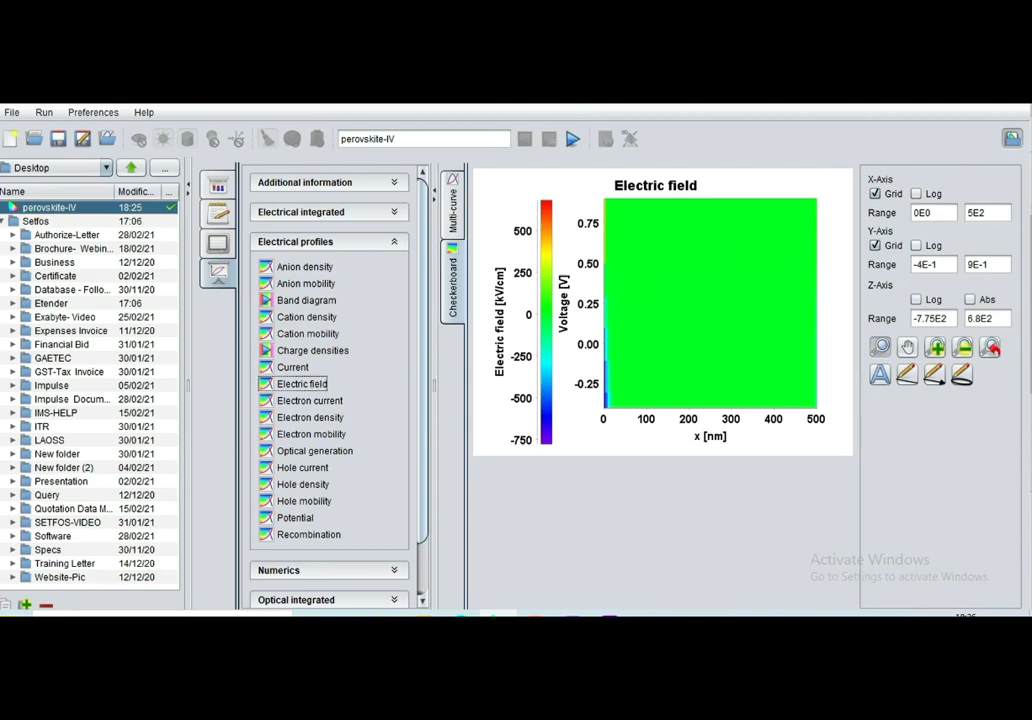 File Run Preferences Help
perovskite-IV
Desktop
...
Name Modific... ...
perovskite-IV 18:25
Setfos 17:06
Authorize-Letter 28/02/21
Brochure- Webin... 18/02/21
Business 12/12/20
Certificate 02/02/21
Database - Follo... 30/11/20
Etender 17:06
Exabyte- Video 25/02/21
Expenses Invoice 11/12/20
Financial Bid 30/01/21
GAETEC 30/01/21
GST-Tax Invoice 30/01/21
Impulse 05/02/21
Impulse Docum... 28/02/21
IMS-HELP 15/02/21
ITR 30/01/21
LAOSS 30/01/21
New folder 30/01/21
New folder (2) 04/02/21
Presentation 02/02/21
Query 12/12/20
Quotation Data M... 30/01/21
SETFOS-VIDEO 31/01/21
Software 28/02/21
Specs 30/11/20
Training Letter 14/12/20
Website-Pic 12/12/20
Additional information
Electrical integrated
Electrical profiles
Anion density
Anion mobility
Band diagram
Cation density
Cation mobility
Charge densities
Current
Electric field
Electron current
Electron density
Electron mobility
Optical generation
Hole current
Hole density
Hole mobility
Potential
Recombination
Numerics
Optical integrated
Multi-curve
Checkerboard
Electric field
Electric field [kV/cm]
500
250
0
-250
-500
-750
Voltage [V]
0.75
0.50
0.25
0.00
-0.25
0 100 200 300 400 500
x [nm]
X-Axis
Grid Log
Range 0E0 5E2
Y-Axis
Grid Log
Range -4E-1 9E-1
Z-Axis
Log Abs
Range -7.75E2 6.8E2
A
Activate Windows
Go to Settings to activate Windows.